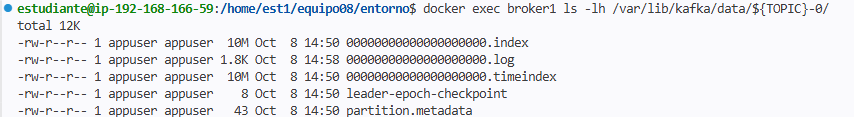 estudiante@ip-192-168-166-59:/home/est1/equipo08/entorno$ docker exec broker1 ls -lh /var/lib/kafka/data/${TOPIC}-0/
total 12K
-rw-r--r-- 1 appuser appuser  10M Oct  8 14:50 00000000000000000000.index
-rw-r--r-- 1 appuser appuser 1.8K Oct  8 14:58 00000000000000000000.log
-rw-r--r-- 1 appuser appuser  10M Oct  8 14:50 00000000000000000000.timeindex
-rw-r--r-- 1 appuser appuser    8 Oct  8 14:50 leader-epoch-checkpoint
-rw-r--r-- 1 appuser appuser   43 Oct  8 14:50 partition.metadata